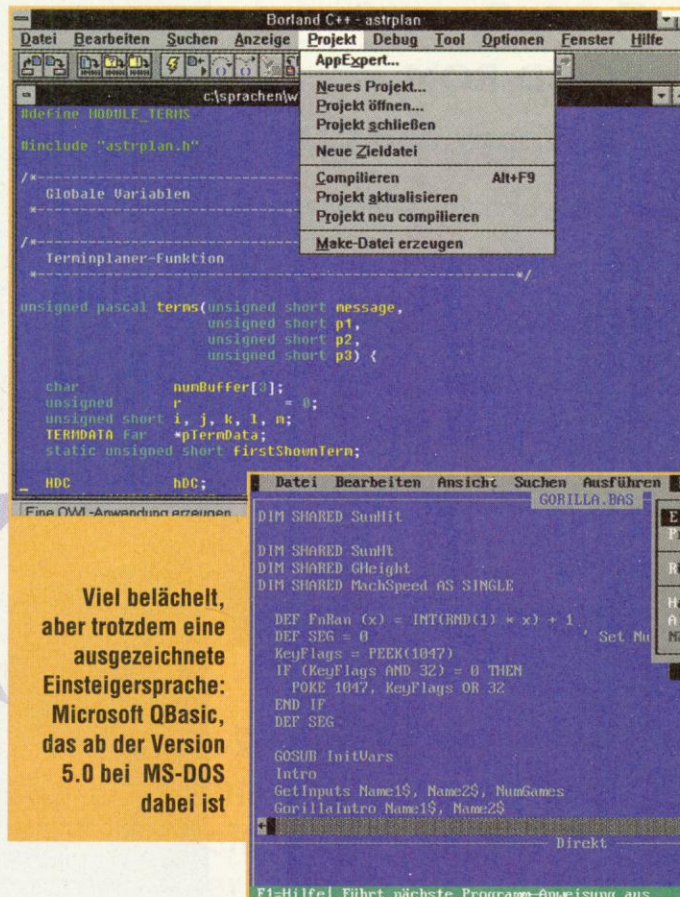 Borland C++ - astrplan
Datei Bearbeiten Suchen Anzeige Projekt Debug Tool Optionen Fenster Hilfe
AppExpert...
Neues Projekt...
Projekt öffnen...
Projekt schließen
Neue Zieldatei
Compilieren Alt+F9
Projekt aktualisieren
Projekt neu compilieren
Make-Datei erzeugen
c:\sprachen\w
#define MODULE_TERMS
#include "astrplan.h"
/*--------------------------------
Globale Variablen
*--------------------------------
/*--------------------------------
Terminplaner-Funktion
*--------------------------------------------------------*/
unsigned pascal terms(unsigned short message,
unsigned short p1,
unsigned short p2,
unsigned short p3) {
char numBuffer[3];
unsigned r = 0;
unsigned short i, j, k, l, m;
TERMDATA far *pTermData;
static unsigned short firstShownTerm;
HDC hDC;
Eine OWL-Anwendung erzeugen
Viel belächelt,
aber trotzdem eine
ausgezeichnete
Einsteigersprache:
Microsoft QBasic,
das ab der Version
5.0 bei MS-DOS
dabei ist
Datei Bearbeiten Ansicht Suchen Ausführen
GORILLA.BAS
DIM SHARED SunHit
DIM SHARED SunHt
DIM SHARED GHeight
DIM SHARED MachSpeed AS SINGLE
DEF FnRan (x) = INT(RND(1) * x) + 1
DEF SEG = 0 ' Set Nu
KeyFlags = PEEK(1047)
IF (KeyFlags AND 32) = 0 THEN
POKE 1047, KeyFlags OR 32
END IF
DEF SEG
GOSUB InitVars
Intro
GetInputs Name1$, Name2$, NumGames
GorillaIntro Name1$, Name2$
Direkt
F1=Hilfe| Führt nächste Programm-Anweisung aus